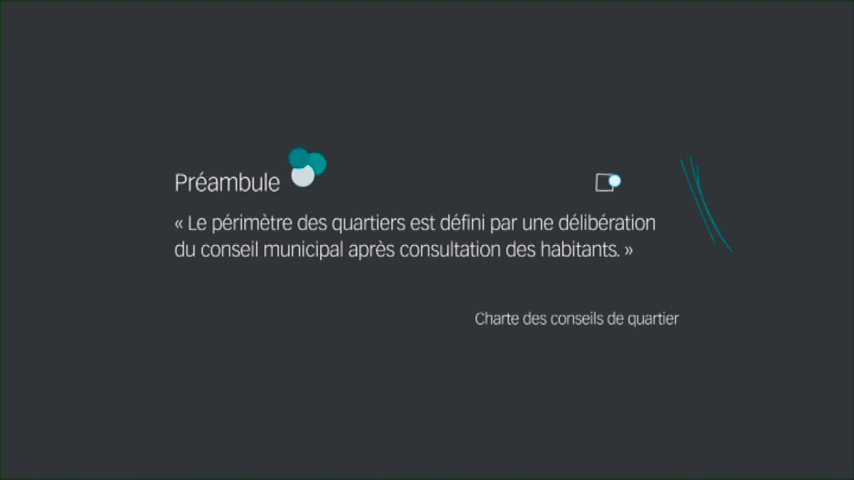 Préambule
« Le périmètre des quartiers est défini par une délibération
du conseil municipal après consultation des habitants. »
Charte des conseils de quartier